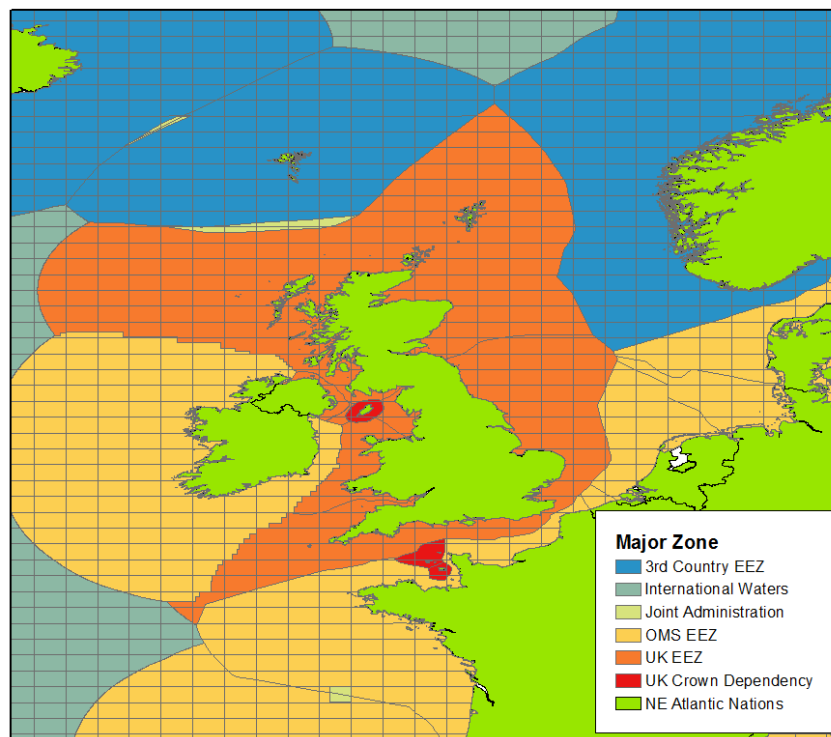 Major Zone
3rd Country EEZ
International Waters
Joint Administration
OMS EEZ
UK EEZ
UK Crown Dependency
NE Atlantic Nations